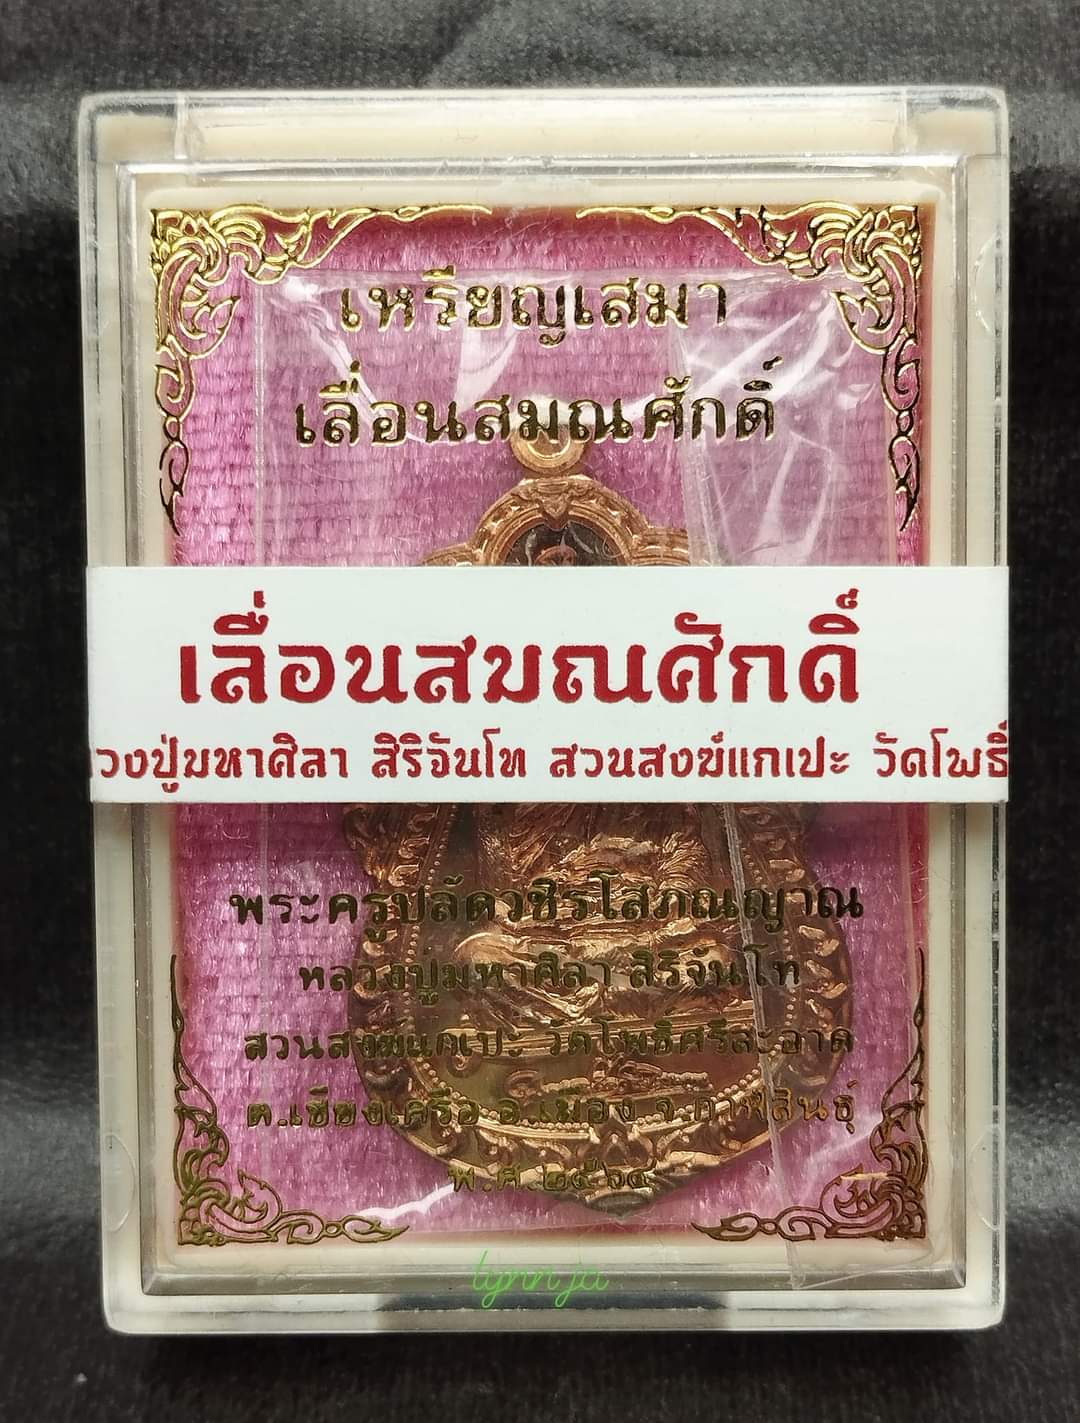 เหรียญเสมา
เลื่อนสมณศักดิ์
เลื่อนสมณศักดิ์
วงปู่มหาศิลา สิริจันโท สวนสงฆ์แกเปะ วัดโพธิ์
พระครูปลัดวชิรโสภณญาณ
หลวงปู่มหาศิลา สิริจันโท
สวนสงฆ์แกเปะ วัดโพธิศรีสะอาด
ต.เชียงเครือ อ.เมือง จ.กาฬสินธุ์
พ.ศ.๒๕๖๔
lynn ja